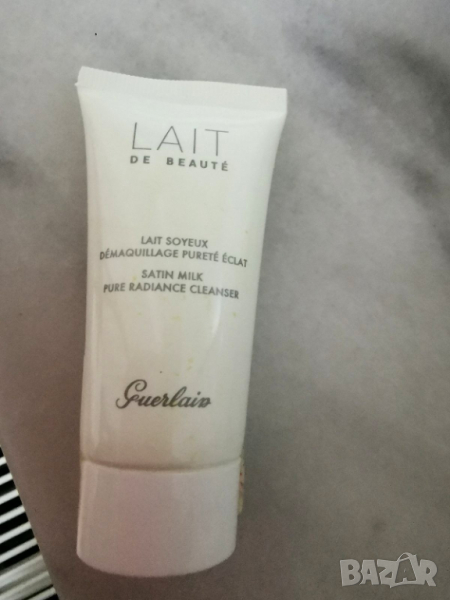 LAIT
DE BEAUTÉ
LAIT SOYEUX
DÉMAQUILLAGE PURETÉ ÉCLAT
SATIN MILK
PURE RADIANCE CLEANSER
Guerlain
BAZAR